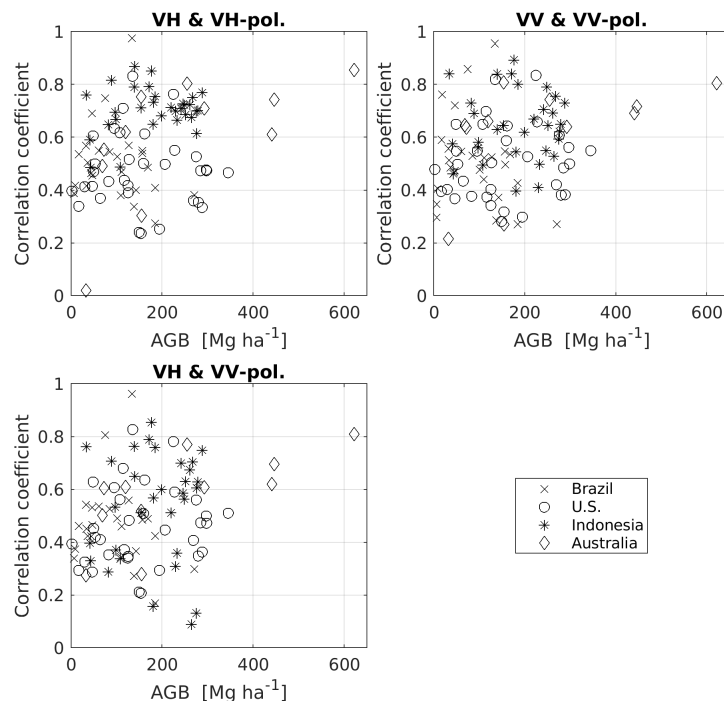 VH & VH-pol.
1
0.8
0.6
0.4
0.2
0
Correlation coefficient
0 200 400 600
AGB [Mg ha-1]
VV & VV-pol.
1
0.8
0.6
0.4
0.2
0
Correlation coefficient
0 200 400 600
AGB [Mg ha-1]
VH & VV-pol.
1
0.8
0.6
0.4
0.2
0
Correlation coefficient
0 200 400 600
AGB [Mg ha-1]
Brazil
U.S.
Indonesia
Australia